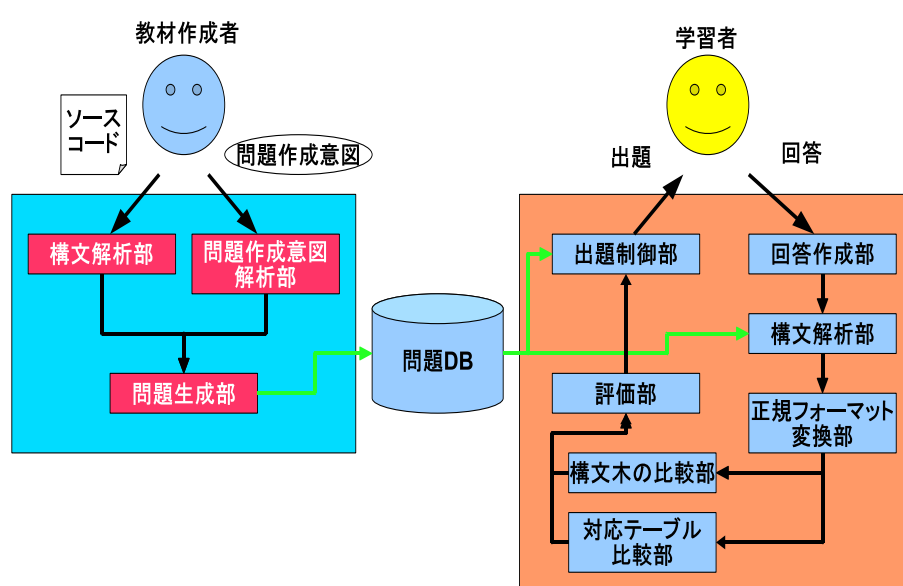 教材作成者
ソース
コード
問題作成意図
構文解析部
問題作成意図
解析部
問題生成部
問題DB
学習者
出題
回答
出題制御部
回答作成部
構文解析部
評価部
正規フォーマット
変換部
構文木の比較部
対応テーブル
比較部